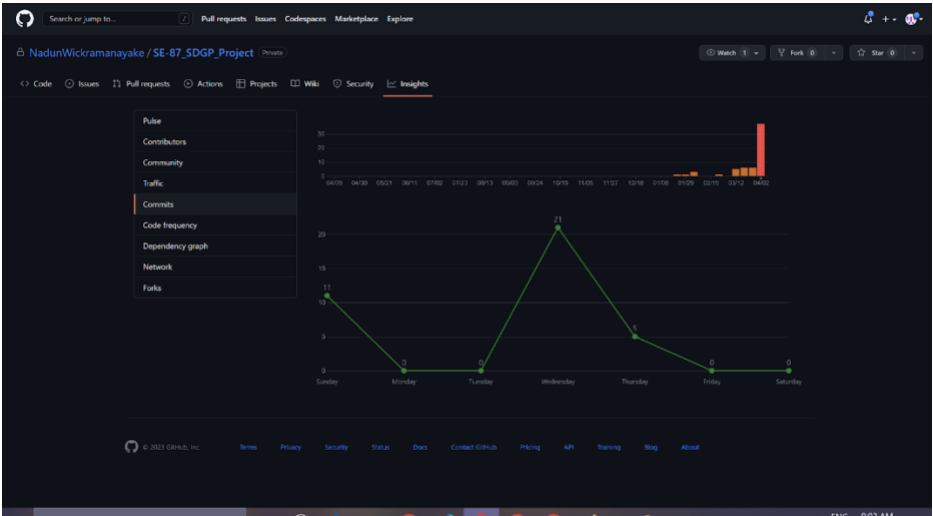 Search or jump to... /
Pull requests Issues Codespaces Marketplace Explore
NadunWickramanayake / SE-87_SDGP_Project Private
Watch 1 Fork 0 Star 0
Code Issues Pull requests Actions Projects Wiki Security Insights
Pulse
Contributors
Community
Traffic
Commits
Code frequency
Dependency graph
Network
Forks
30
20
10
0
04/09 04/30 05/21 06/11 07/02 07/23 08/13 09/03 09/24 10/15 11/05 11/27 12/18 01/08 01/29 02/19 03/12 04/02
20
15
10
5
0
11
0
0
21
5
0
0
Sunday Monday Tuesday Wednesday Thursday Friday Saturday
© 2023 GitHub, Inc. Terms Privacy Security Status Docs Contact GitHub Pricing API Training Blog About